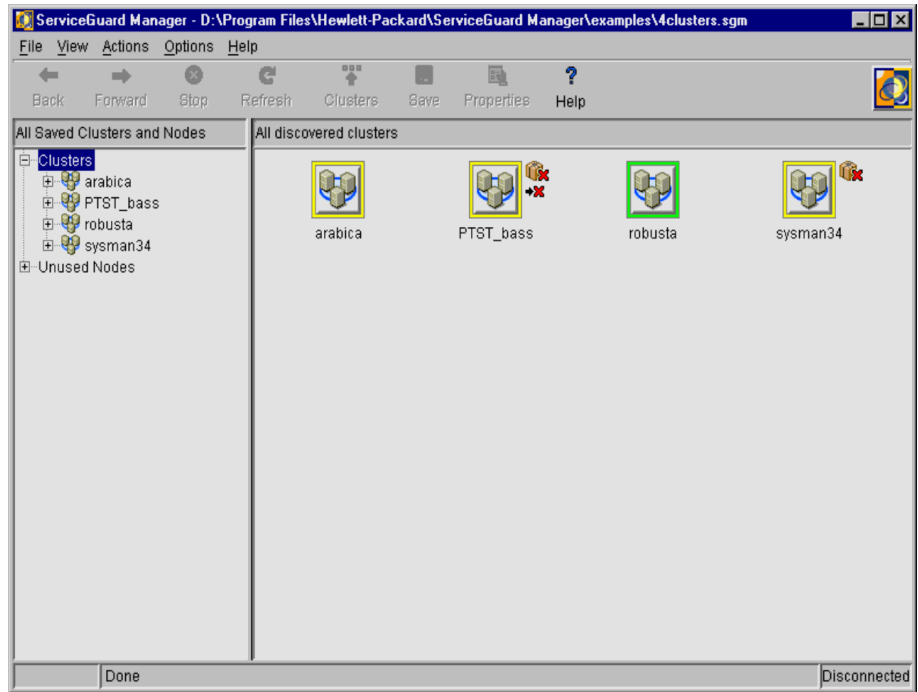 ServiceGuard Manager - D:\Program Files\Hewlett-Packard\ServiceGuard Manager\examples\4clusters.sgm
File View Actions Options Help
Back Forward Stop Refresh Clusters Save Properties Help
All Saved Clusters and Nodes
All discovered clusters
Clusters
arabica
PTST_bass
robusta
sysman34
Unused Nodes
arabica PTST_bass robusta sysman34
Done
Disconnected